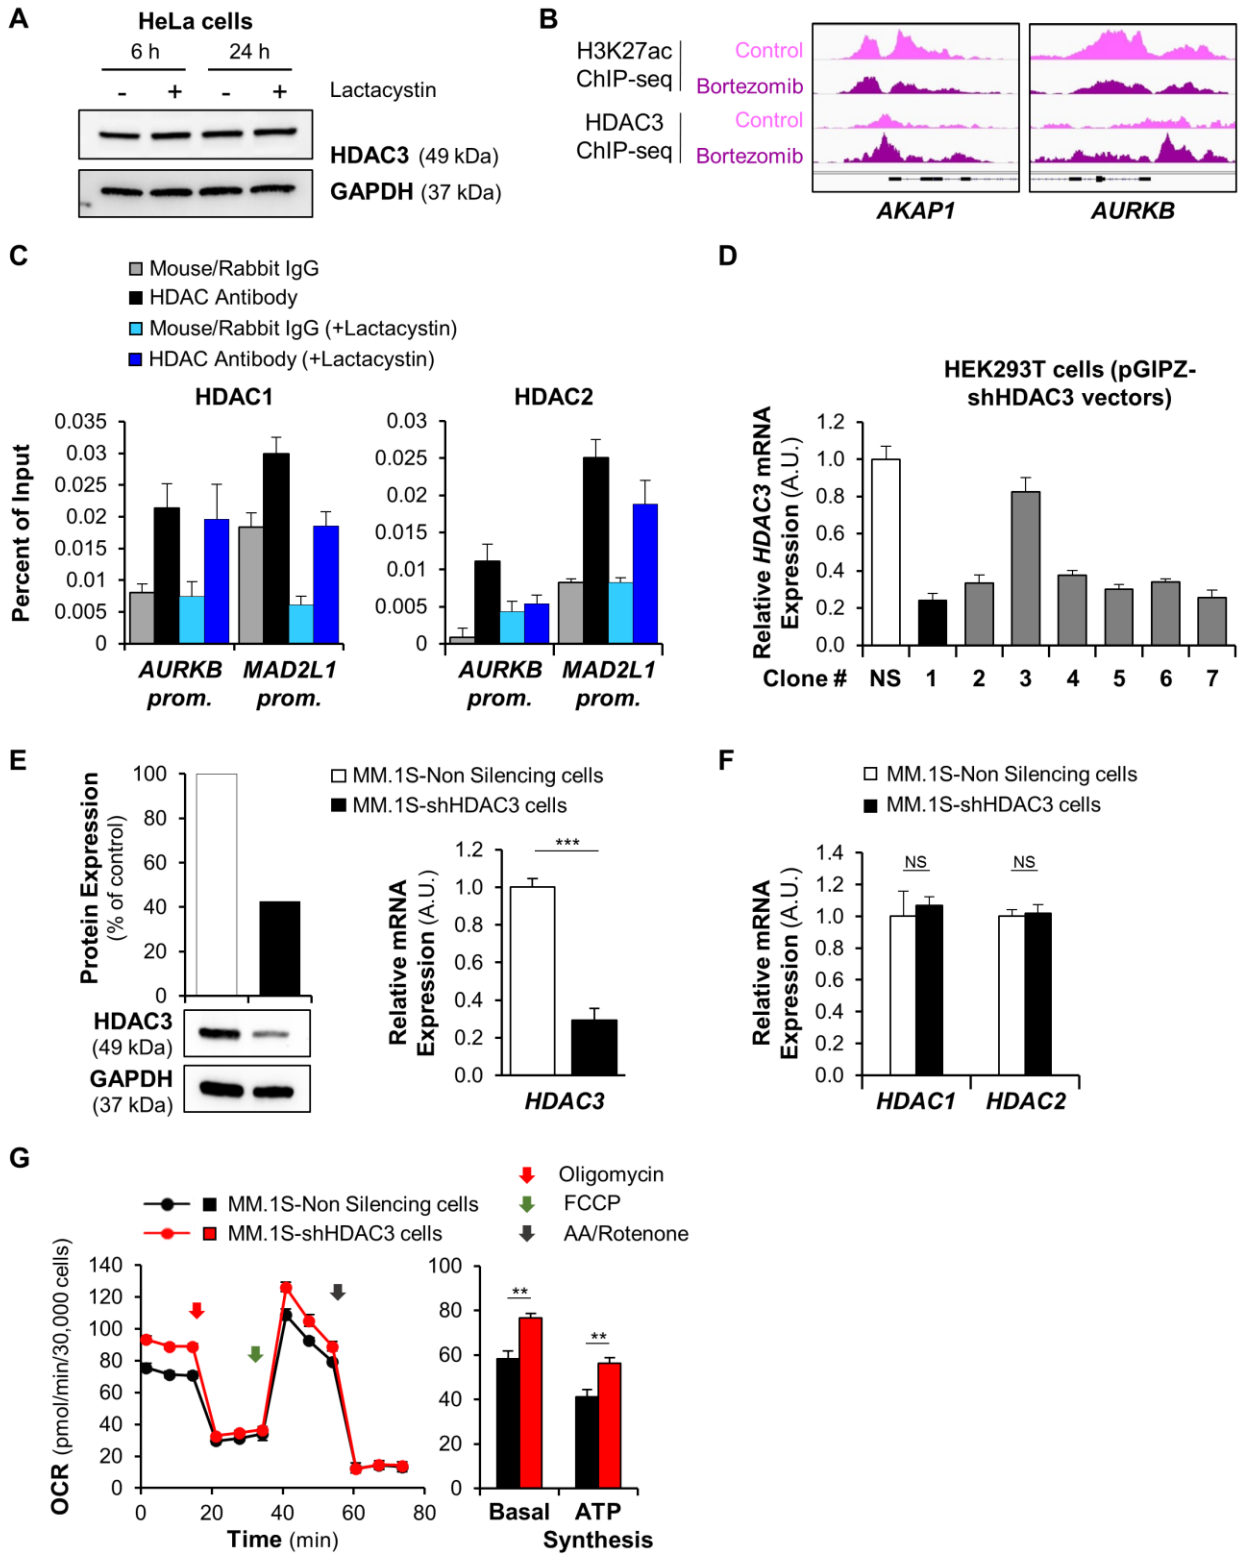 A
HeLa cells
6 h 24 h
- + - + Lactacystin
HDAC3 (49 kDa)
GAPDH (37 kDa)
B
H3K27ac
ChIP-seq
Control
Bortezomib
HDAC3
ChIP-seq
Control
Bortezomib
AKAP1 AURKB
C
Mouse/Rabbit IgG
HDAC Antibody
Mouse/Rabbit IgG (+Lactacystin)
HDAC Antibody (+Lactacystin)
HDAC1
Percent of Input
0.035
0.03
0.025
0.02
0.015
0.01
0.005
0
AURKB
prom.
MAD2L1
prom.
HDAC2
0.03
0.025
0.02
0.015
0.01
0.005
0
AURKB
prom.
MAD2L1
prom.
D
HEK293T cells (pGIPZ-
shHDAC3 vectors)
Relative HDAC3 mRNA
Expression (A.U.)
1.2
1.0
0.8
0.6
0.4
0.2
0.0
Clone # NS 1 2 3 4 5 6 7
E
MM.1S-Non Silencing cells
MM.1S-shHDAC3 cells
Protein Expression
(% of control)
100
80
60
40
20
0
HDAC3
(49 kDa)
GAPDH
(37 kDa)
Relative mRNA
Expression (A.U.)
1.2
1.0
0.8
0.6
0.4
0.2
0.0
***
HDAC3
F
MM.1S-Non Silencing cells
MM.1S-shHDAC3 cells
Relative mRNA
Expression (A.U.)
1.4
1.2
1.0
0.8
0.6
0.4
0.2
0.0
NS NS
HDAC1 HDAC2
G
MM.1S-Non Silencing cells
MM.1S-shHDAC3 cells
Oligomycin
FCCP
AA/Rotenone
OCR (pmol/min/30,000 cells)
140
120
100
80
60
40
20
0
0 20 40 60 80
Time (min)
100
80
60
40
20
0
** **
Basal ATP
Synthesis